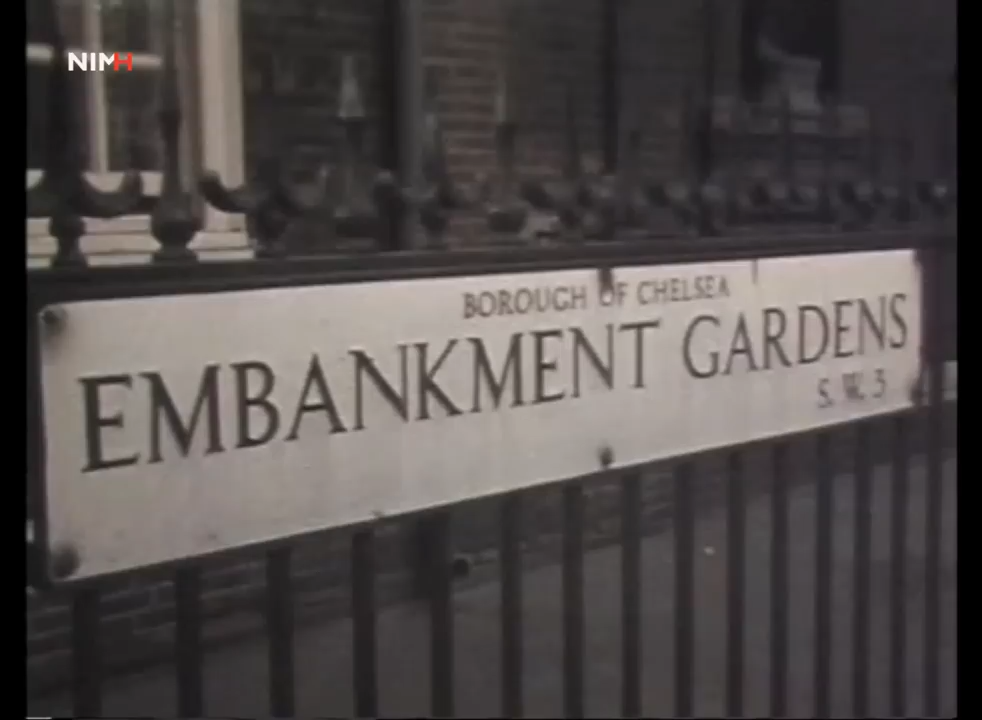 NIMH
BOROUGH OF CHELSEA
EMBANKMENT GARDENS
S. W. 3